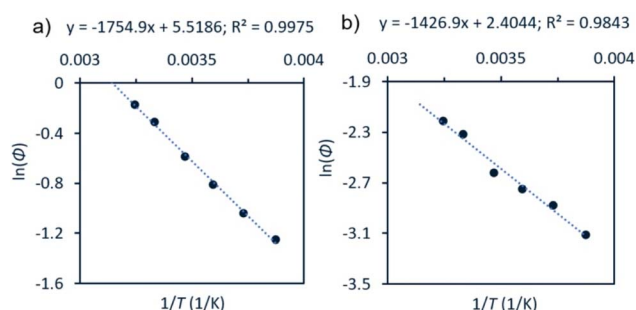 a) y = -1754.9x + 5.5186; R² = 0.9975
0.003 0.0035 0.004
0
-0.4
-0.8
-1.2
-1.6
ln(Φ)
1/T (1/K)
b) y = -1426.9x + 2.4044; R² = 0.9843
0.003 0.0035 0.004
-1.9
-2.3
-2.7
-3.1
-3.5
ln(Φ)
1/T (1/K)